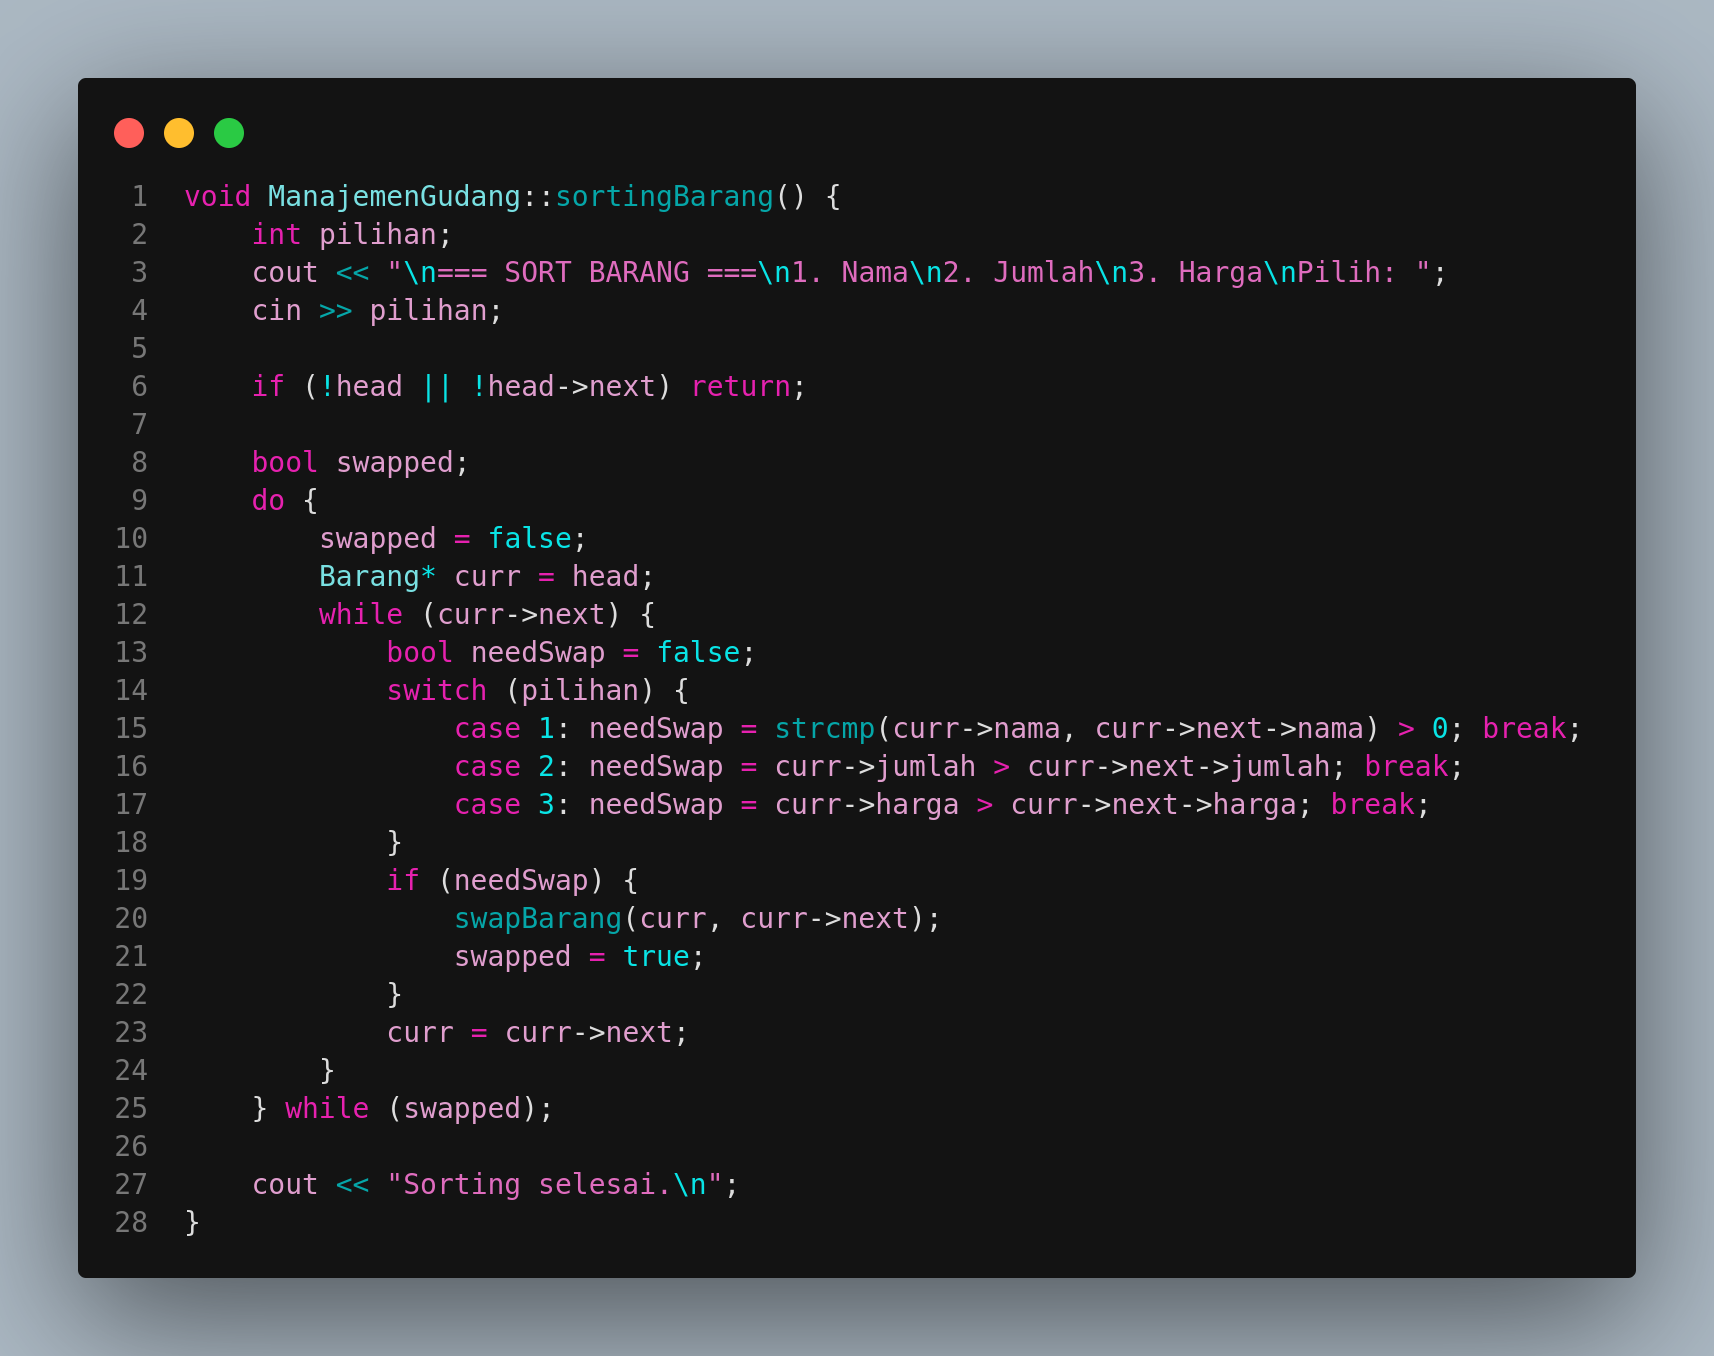 1 void ManajemenGudang::sortingBarang() {
2     int pilihan;
3     cout << "\n=== SORT BARANG ===\n1. Nama\n2. Jumlah\n3. Harga\nPilih: ";
4     cin >> pilihan;
5
6     if (!head || !head->next) return;
7
8     bool swapped;
9     do {
10         swapped = false;
11         Barang* curr = head;
12         while (curr->next) {
13             bool needSwap = false;
14             switch (pilihan) {
15                 case 1: needSwap = strcmp(curr->nama, curr->next->nama) > 0; break;
16                 case 2: needSwap = curr->jumlah > curr->next->jumlah; break;
17                 case 3: needSwap = curr->harga > curr->next->harga; break;
18             }
19             if (needSwap) {
20                 swapBarang(curr, curr->next);
21                 swapped = true;
22             }
23             curr = curr->next;
24         }
25     } while (swapped);
26
27     cout << "Sorting selesai.\n";
28 }